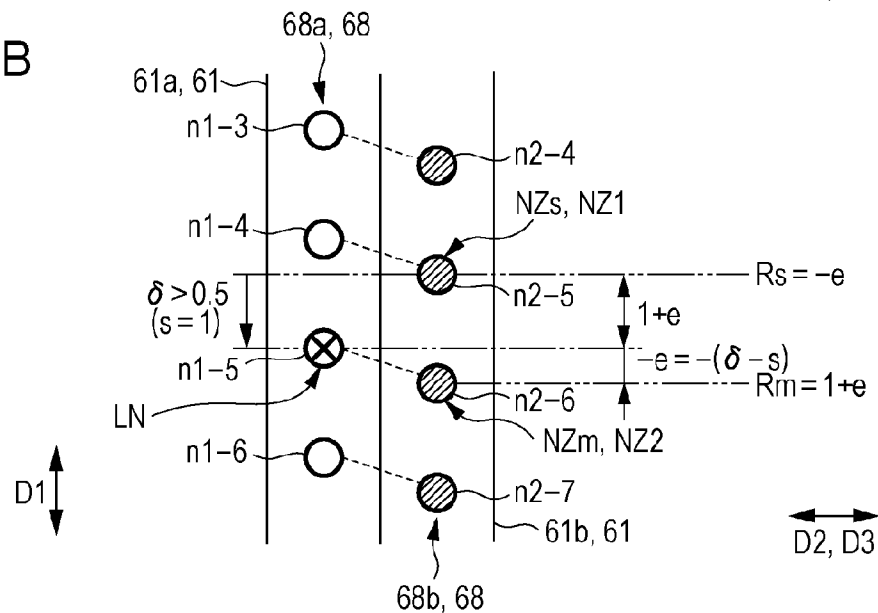 B
68a, 68
61a, 61
n1-3
n2-4
NZs, NZ1
n1-4
Rs = -e
δ > 0.5
(s = 1)
n2-5
1+e
n1-5
-e = -(δ - s)
Rm = 1+e
LN
n2-6
NZm, NZ2
n1-6
D1
n2-7
61b, 61
D2, D3
68b, 68